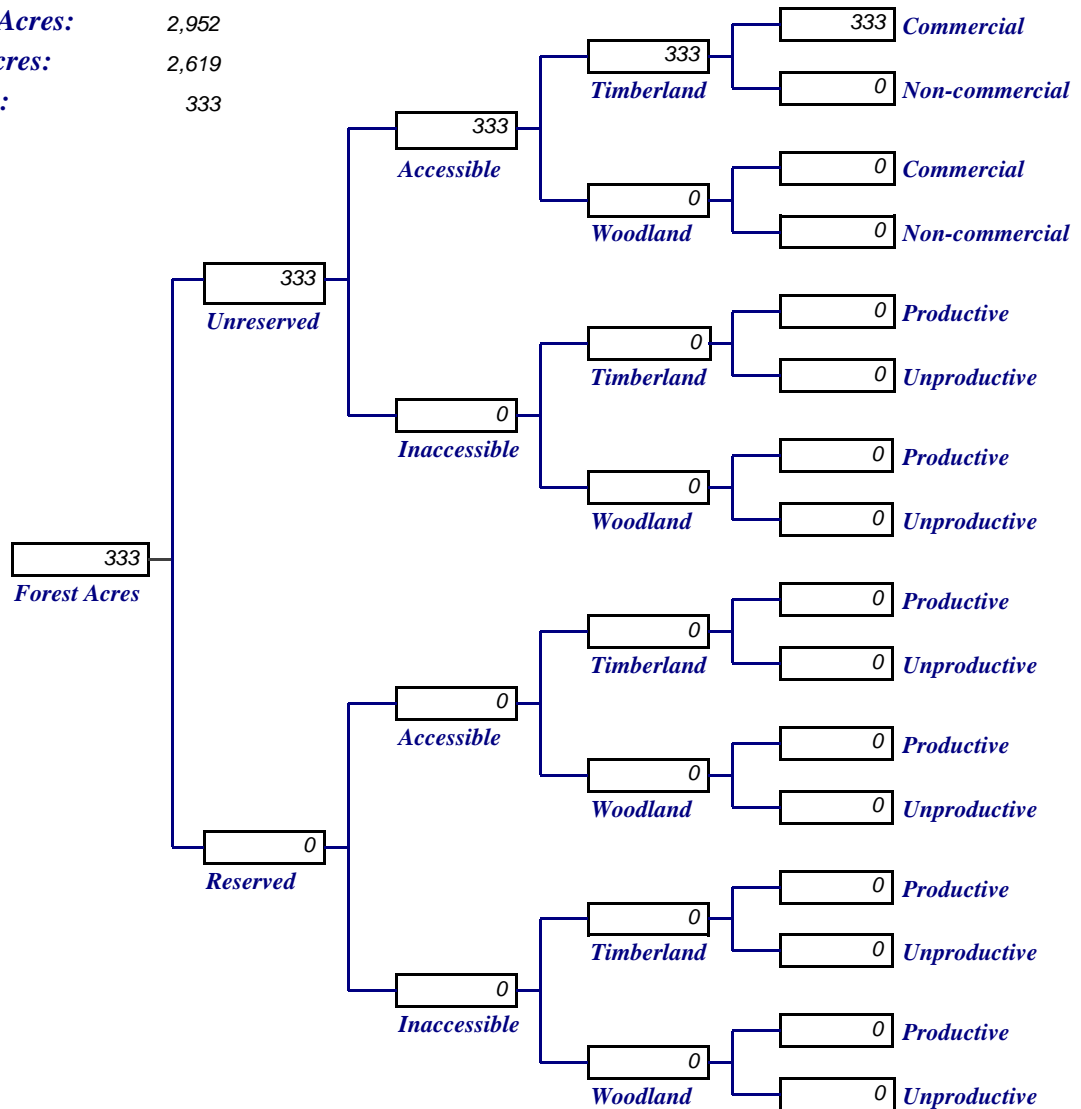 Acres: 2,952
cres: 2,619
: 333
333 Commercial
333
Timberland
0 Non-commercial
333
Accessible
0 Commercial
0
Woodland
0 Non-commercial
333
Unreserved
0 Productive
0
Timberland
0 Unproductive
0
Inaccessible
0 Productive
0
Woodland
0 Unproductive
333
Forest Acres
0 Productive
0
Timberland
0 Unproductive
0
Accessible
0 Productive
0
Woodland
0 Unproductive
0
Reserved
0 Productive
0
Timberland
0 Unproductive
0
Inaccessible
0 Productive
0
Woodland
0 Unproductive